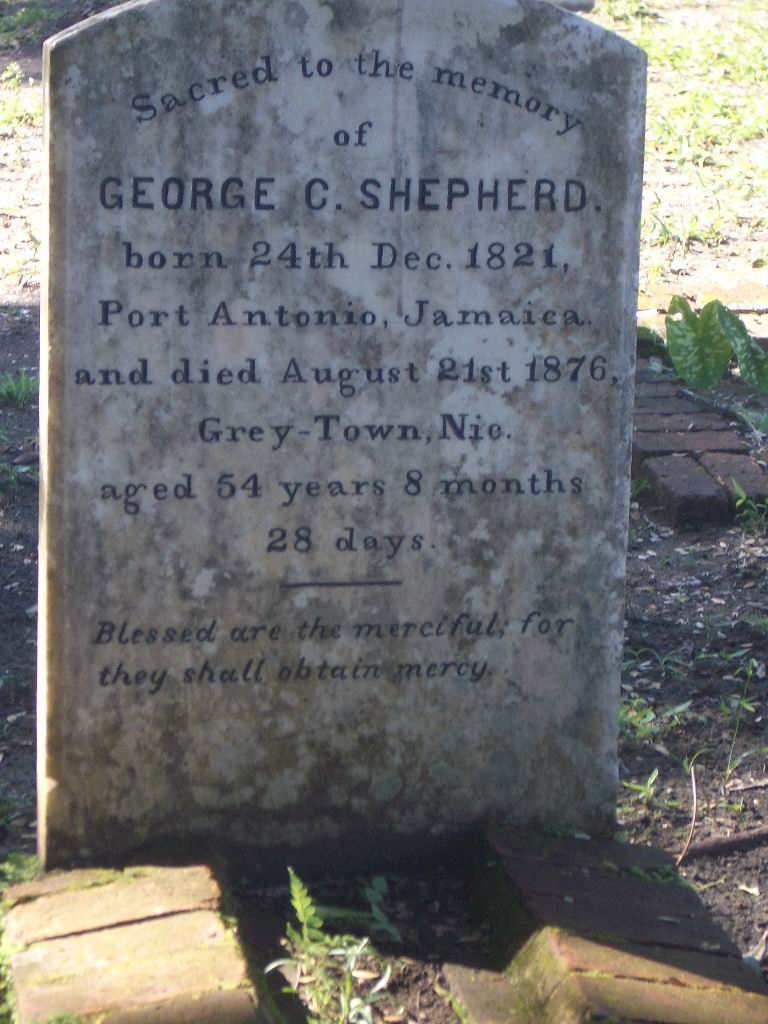 Sacred to the memory
of
GEORGE C. SHEPHERD.
born 24th Dec. 1821,
Port Antonio, Jamaica.
and died August 21st 1876,
Grey-Town, Nic.
aged 54 years 8 months
28 days.
Blessed are the merciful; for
they shall obtain mercy.